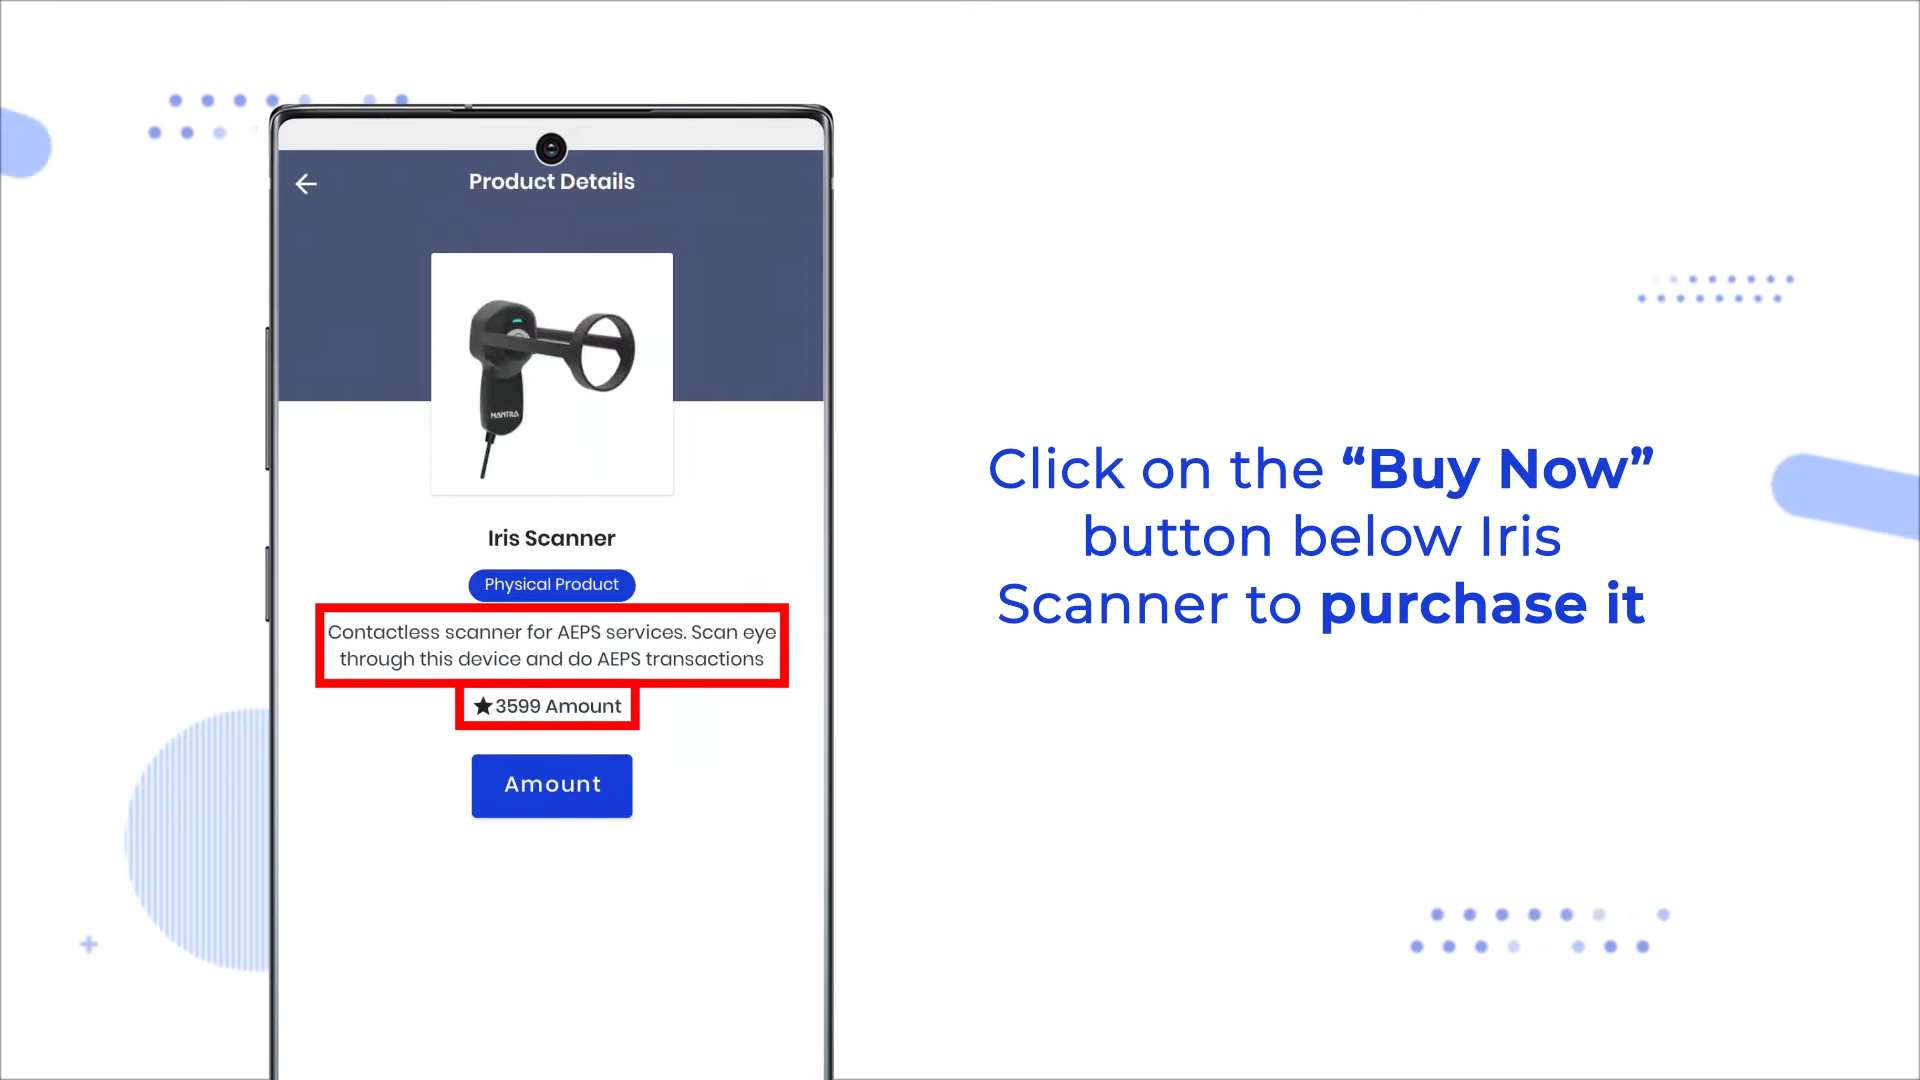 Product Details
MANTRA
Iris Scanner
Physical Product
Contactless scanner for AEPS services. Scan eye
through this device and do AEPS transactions
★3599 Amount
Amount
Click on the “Buy Now”
button below Iris
Scanner to purchase it